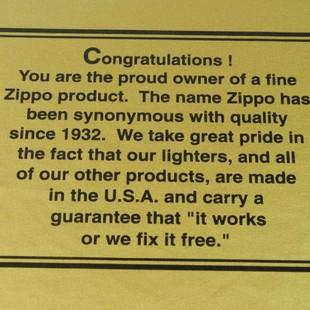 Congratulations !
You are the proud owner of a fine
Zippo product. The name Zippo has
been synonymous with quality
since 1932. We take great pride in
the fact that our lighters, and all
of our other products, are made
in the U.S.A. and carry a
guarantee that "it works
or we fix it free."